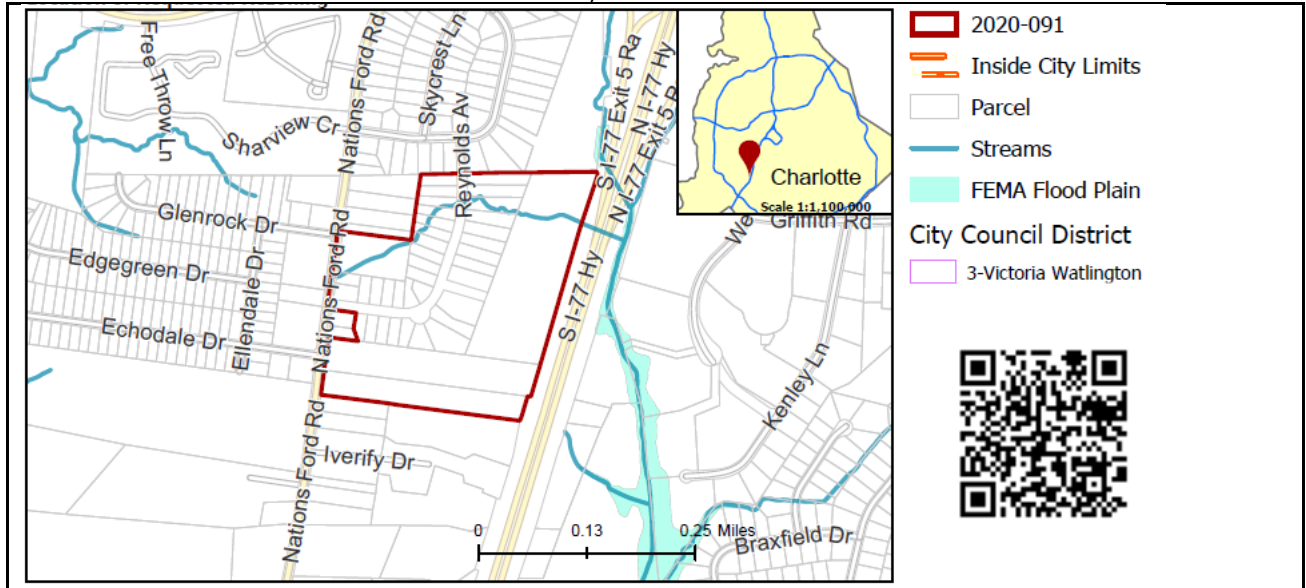 Free Throw Ln
Sharview Cr
Nations Ford Rd
Skycrest Ln
Reynolds Av
S I-77 Exit 5 Ra
N I-77 Hy
N I-77 Exit 5 R
Charlotte
Scale 1:1,100,000
Griffith Rd
We
Glenrock Dr
Edgegreen Dr
Echodale Dr
Ellendale Dr
Nations Ford Rd
Nations Ford Rd
S I-77 Hy
Kenley Ln
Iverify Dr
Nations Ford Rd
Braxfield Dr
0
0.13
0.25 Miles
2020-091
Inside City Limits
Parcel
Streams
FEMA Flood Plain
City Council District
3-Victoria Watlington